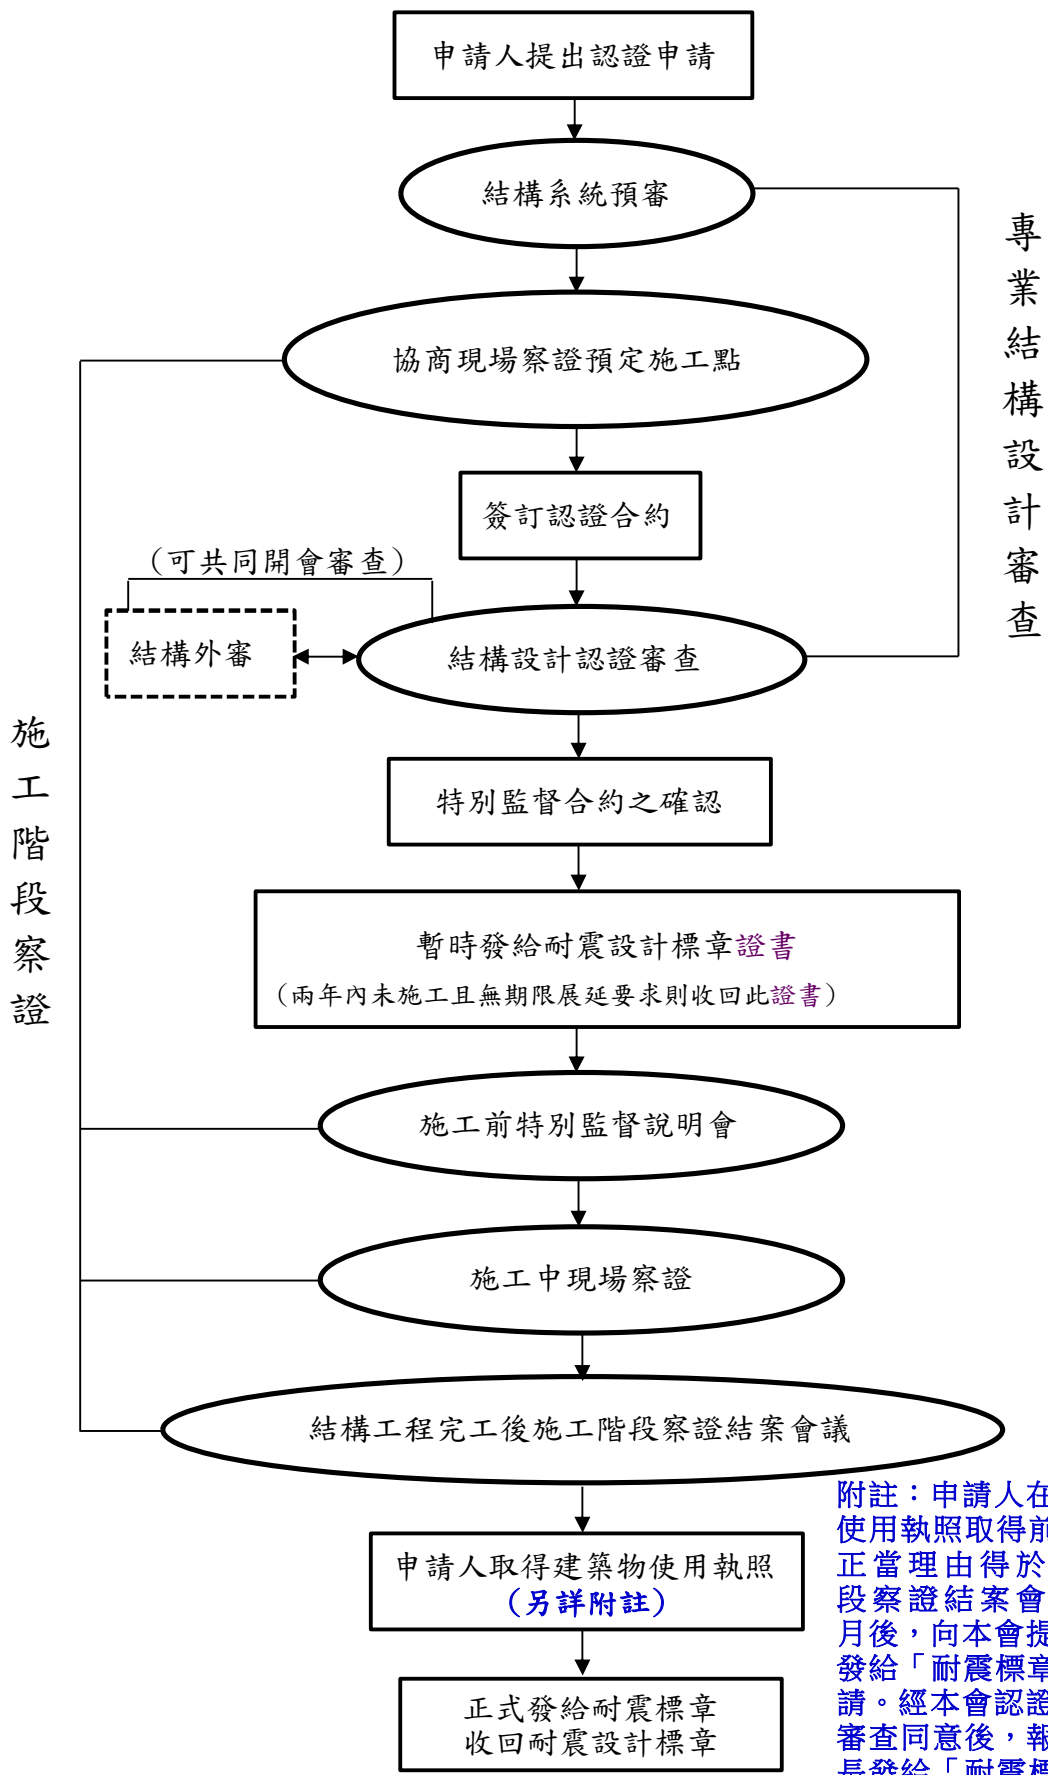 申請人提出認證申請
結構系統預審
專業結構設計審查
協商現場察證預定施工點
簽訂認證合約
(可共同開會審查)
結構外審
結構設計認證審查
施工階段察證
特別監督合約之確認
暫時發給耐震設計標章證書
(兩年內未施工且無期限展延要求則收回此證書)
施工前特別監督說明會
施工中現場察證
結構工程完工後施工階段察證結案會議
申請人取得建築物使用執照
(另詳附註)
正式發給耐震標章
收回耐震設計標章
附註：申請人在
使用執照取得前
正當理由得於
段察證結案會
月後，向本會提
發給「耐震標章
請。經本會認證
審查同意後，報
長發給「耐震標